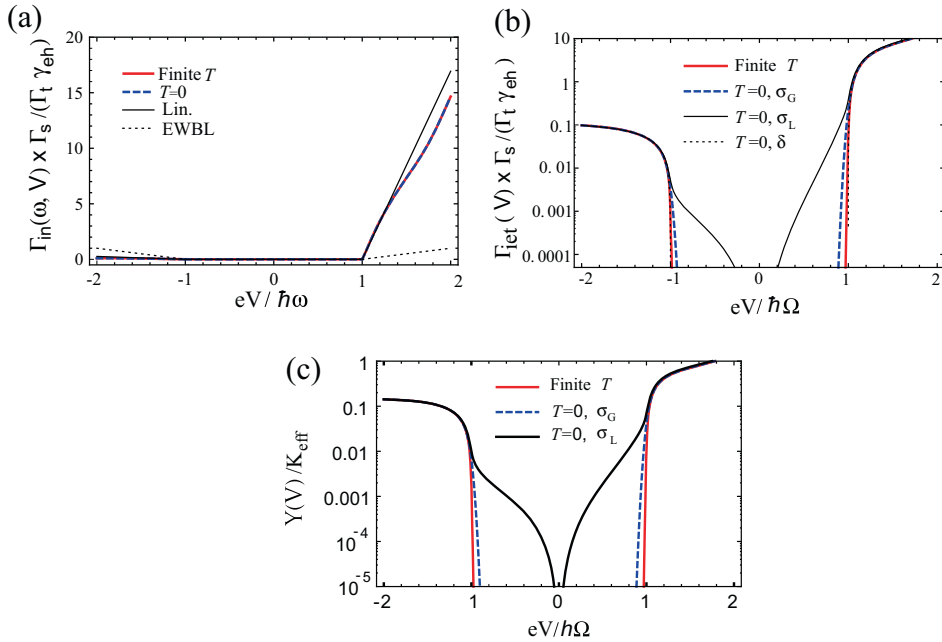 (a)
Γin(ω, V) x Γs /(Γt γeh)
20
15
10
5
0
Finite T
T=0
Lin.
EWBL
-2 -1 0 1 2
eV/ ħω
(b)
Γiet( V) x Γs /(Γt γeh)
10
1
0.1
0.01
0.001
0.0001
Finite T
T=0, σG
T=0, σL
T=0, δ
-2 -1 0 1 2
eV/ ħΩ
(c)
Y(V) /Keff
1
0.1
0.01
0.001
10-4
10-5
Finite T
T=0, σG
T=0, σL
-2 1 0 1 2
eV/ hΩ